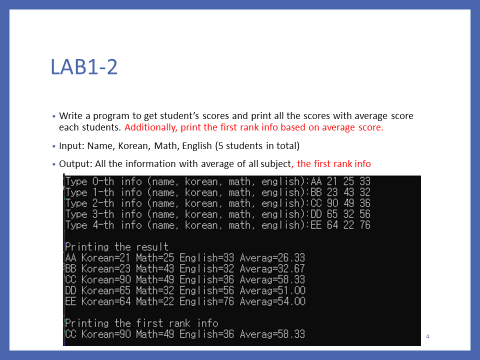 LAB1-2
• Write a program to get student's scores and print all the scores with average score
each students. Additionally, print the first rank info based on average score.
• Input: Name, Korean, Math, English (5 students in total)
• Output: All the information with average of all subject, the first rank info
Type 0-th info (name, korean, math, english):AA 21 25 33
Type 1-th info (name, korean, math, english):BB 23 43 32
Type 2-th info (name, korean, math, english):CC 90 49 36
Type 3-th info (name, korean, math, english):DD 65 32 56
Type 4-th info (name, korean, math, english):EE 64 22 76
Printing the result
AA Korean=21 Math=25 English=33 Averag=26.33
BB Korean=23 Math=43 English=32 Averag=32.67
CC Korean=90 Math=49 English=36 Averag=58.33
DD Korean=65 Math=32 English=56 Averag=51.00
EE Korean=64 Math=22 English=76 Averag=54.00
Printing the first rank info
CC Korean=90 Math=49 English=36 Averag=58.33
4